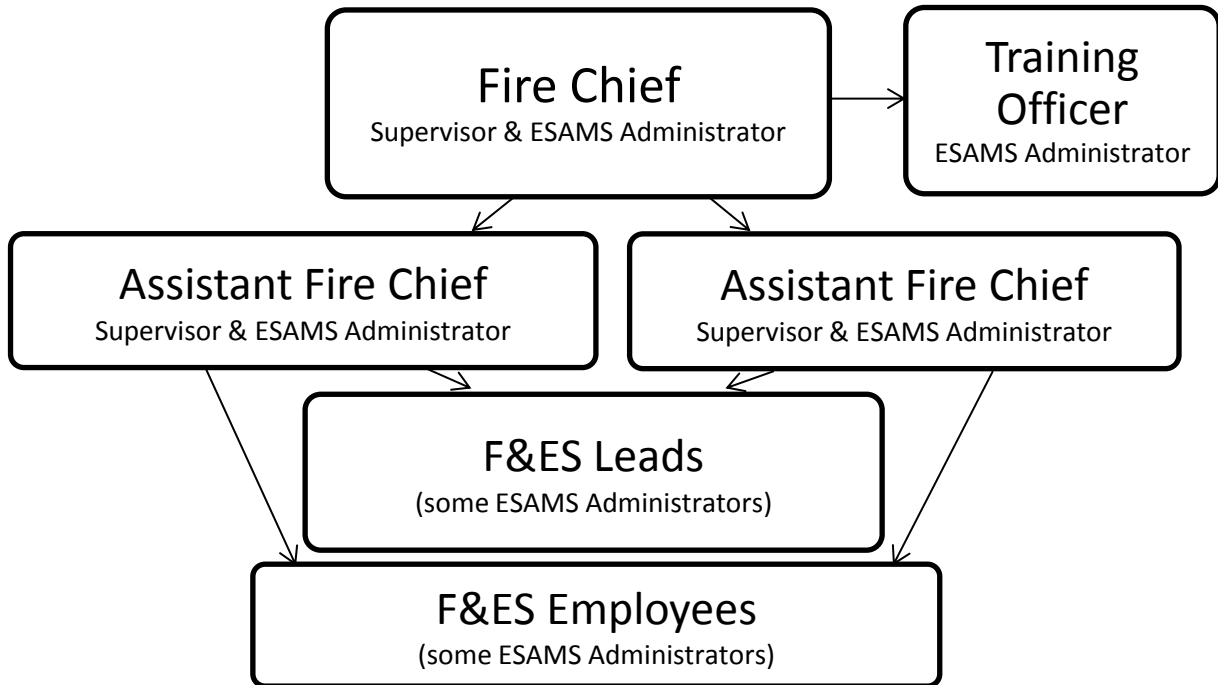 Fire Chief
Supervisor & ESAMS Administrator
Training
Officer
ESAMS Administrator
Assistant Fire Chief
Supervisor & ESAMS Administrator
Assistant Fire Chief
Supervisor & ESAMS Administrator
F&ES Leads
(some ESAMS Administrators)
F&ES Employees
(some ESAMS Administrators)